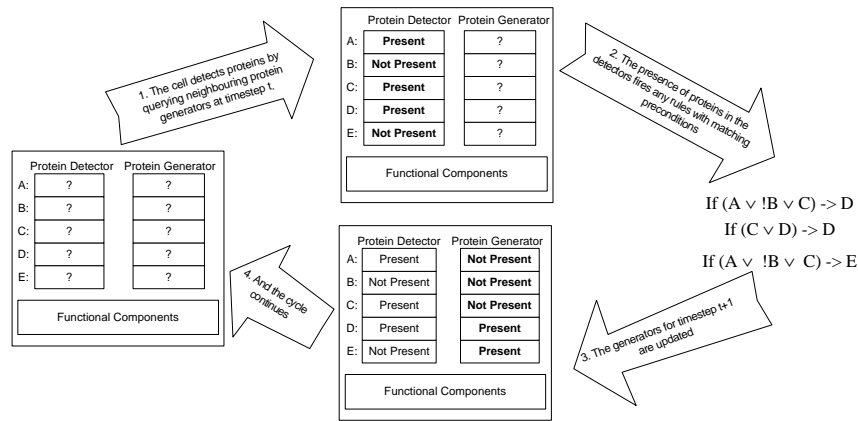 Protein Detector Protein Generator
A: Present ?
B: Not Present ?
C: Present ?
D: Present ?
E: Not Present ?
Functional Components
1. The cell detects proteins by
querying neighbouring protein
generators at timestep t,
2. The presence of proteins in the
detectors fires any rules with matching
preconditions
Protein Detector Protein Generator
A: ? ?
B: ? ?
C: ? ?
D: ? ?
E: ? ?
Functional Components
If (A ∨ !B ∨ C) -> D
If (C ∨ D) -> D
If (A ∨ !B ∨ C) -> E
Protein Detector Protein Generator
A: Present Not Present
B: Not Present Not Present
C: Present Not Present
D: Present Present
E: Not Present Present
Functional Components
3. The generators for timestep t+1
are updated
4. And the cycle
continues